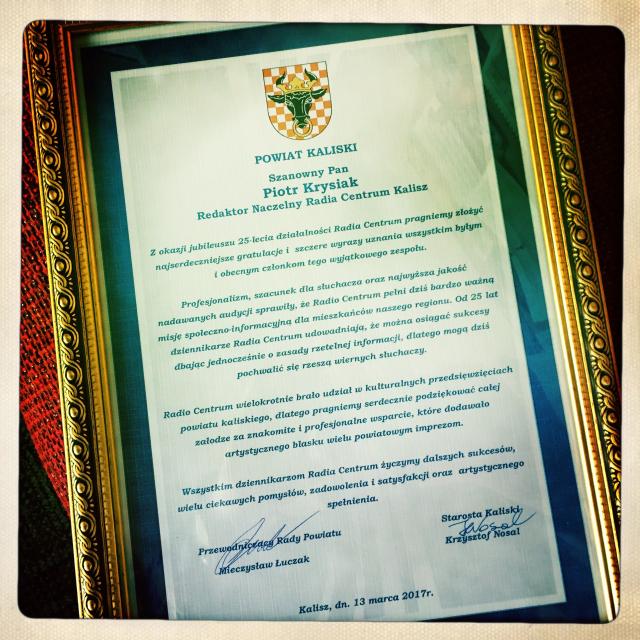 POWIAT KALISKI
Szanowny Pan
Piotr Krysiak
Redaktor Naczelny Radia Centrum Kalisz
Z okazji jubileuszu 25-lecia działalności Radia Centrum pragniemy złożyć
najserdeczniejsze gratulacje i szczere wyrazy uznania wszystkim byłym
i obecnym członkom tego wyjątkowego zespołu.
Profesjonalizm, szacunek dla słuchacza oraz najwyższa jakość
nadawanych audycji sprawiły, że Radio Centrum pełni dziś bardzo ważną
misję społeczno-informacyjną dla mieszkańców naszego regionu. Od 25 lat
dziennikarze Radia Centrum udowadniają, że można osiągać sukcesy
dbając jednocześnie o zasady rzetelnej informacji, dlatego mogą dziś
pochwalić się rzeszą wiernych słuchaczy.
Radio Centrum wielokrotnie brało udział w kulturalnych przedsięwzięciach
powiatu kaliskiego, dlatego pragniemy serdecznie podziękować całej
załodze za znakomite i profesjonalne wsparcie, które dodawało
artystycznego blasku wielu powiatowym imprezom.
Wszystkim dziennikarzom Radia Centrum życzymy dalszych sukcesów,
wielu ciekawych pomysłów, zadowolenia i satysfakcji oraz artystycznego
spełnienia.
Przewodniczący Rady Powiatu
Mieczysław Łuczak
Starosta Kaliski
Krzysztof Nosal
Kalisz, dn. 13 marca 2017r.